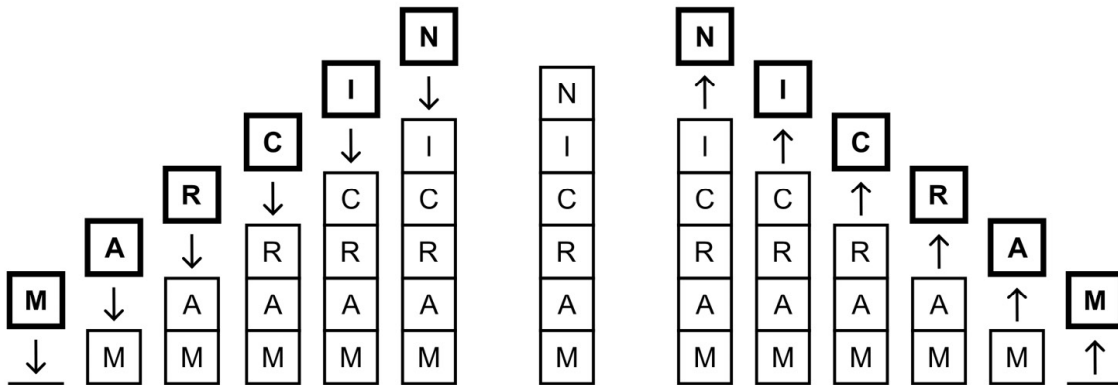 N N
I N I
C I I I C
R C C C C C R
A R R R R R R R A
M A A A A A A A A A M
M M M M M M M M M M M